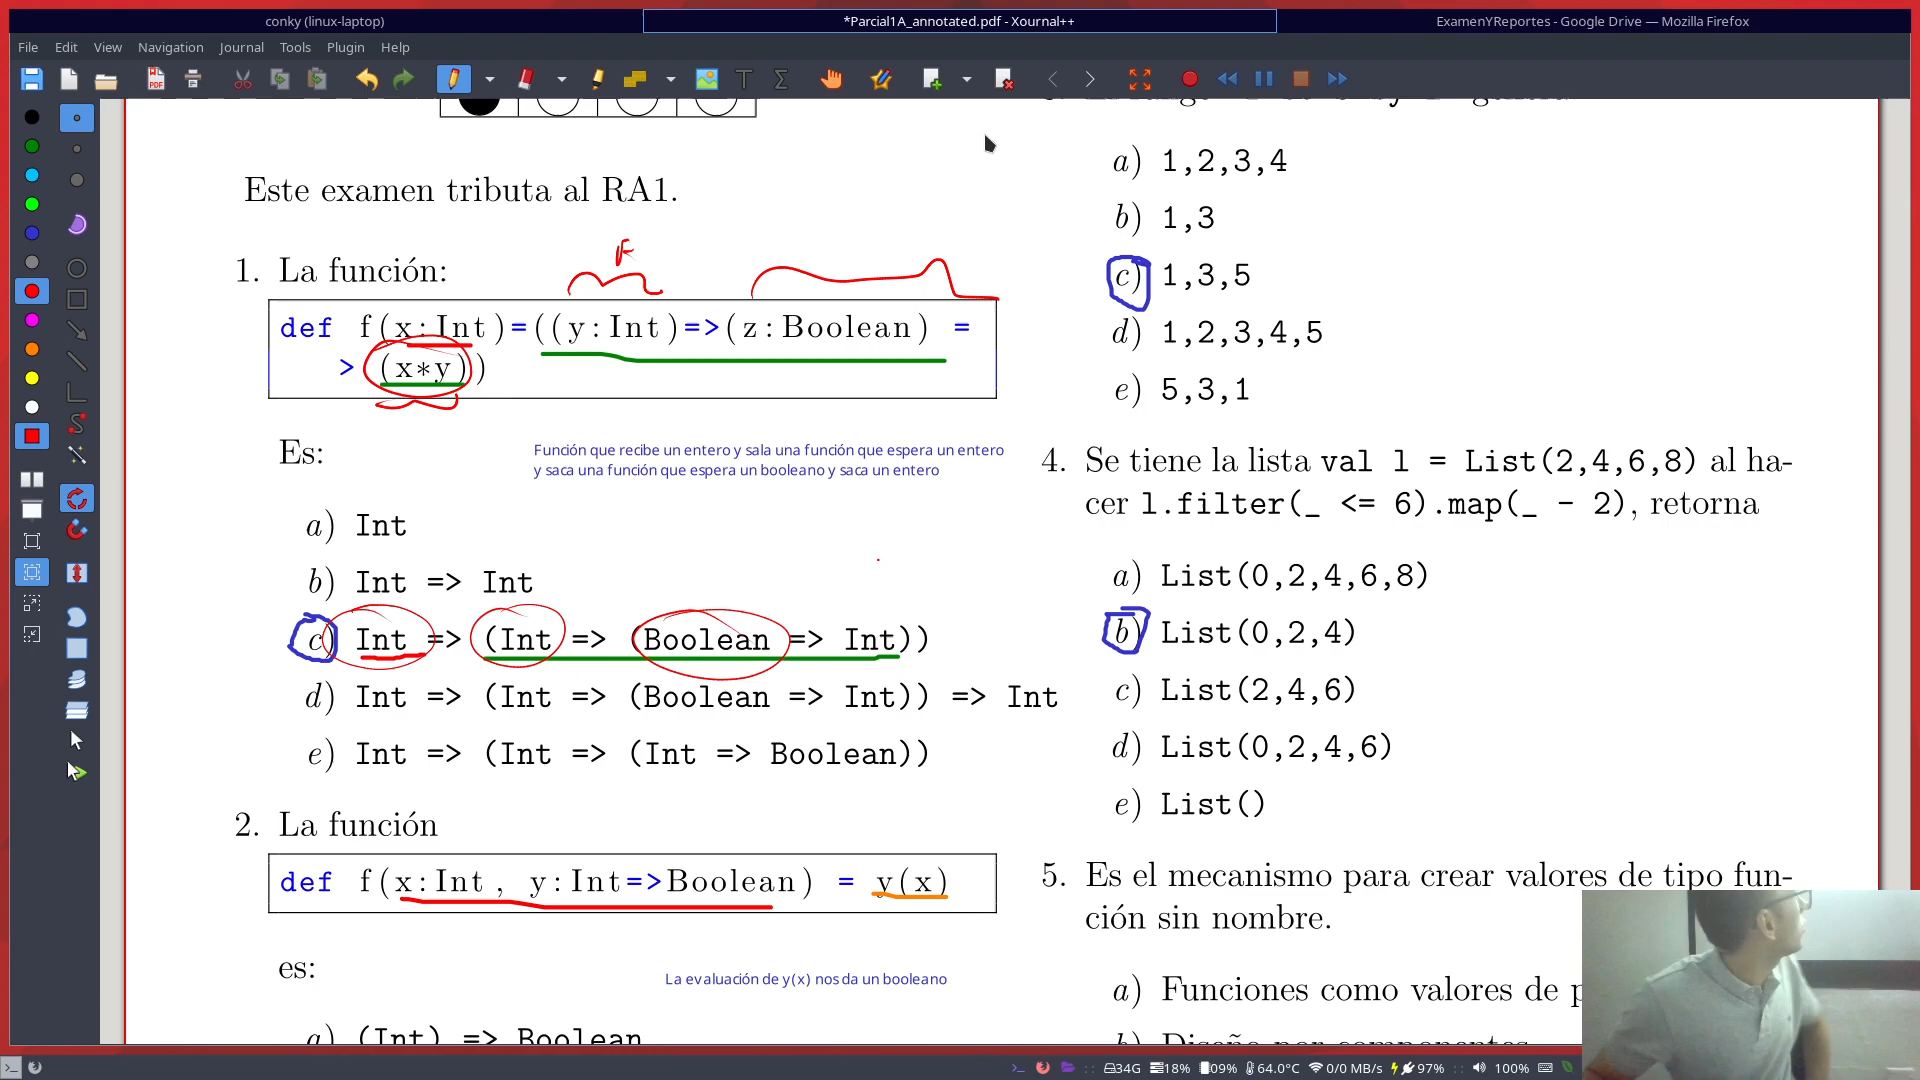 conky (linux-laptop)
*Parcial1A_annotated.pdf - Xournal++
ExamenYReportes - Google Drive — Mozilla Firefox
File Edit View Navigation Journal Tools Plugin Help
Este examen tributa al RA1.
1. La función:
def f(x:Int)=((y:Int)=>(z:Boolean) =
> (x*y))
Es:
Función que recibe un entero y sala una función que espera un entero
y saca una función que espera un booleano y saca un entero
a) Int
b) Int => Int
c) Int => (Int => (Boolean => Int))
d) Int => (Int => (Boolean => Int)) => Int
e) Int => (Int => (Int => Boolean))
2. La función
def f(x:Int, y:Int=>Boolean) = y(x)
es:
La evaluación de y(x) nos da un booleano
a) (Int) => Boolean
a) 1,2,3,4
b) 1,3
c) 1,3,5
d) 1,2,3,4,5
e) 5,3,1
4. Se tiene la lista val l = List(2,4,6,8) al ha-
cer l.filter(_ <= 6).map(_ - 2), retorna
a) List(0,2,4,6,8)
b) List(0,2,4)
c) List(2,4,6)
d) List(0,2,4,6)
e) List()
5. Es el mecanismo para crear valores de tipo fun-
ción sin nombre.
a) Funciones como valores de
34G 18% 09% 64.0°C 0/0 MB/s 97% 100%